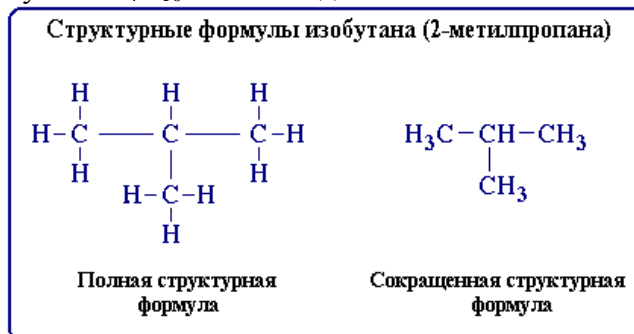 Структурные формулы изобутана (2-метилпропана)
H H H
H-C — C — C-H
H H
H-C-H
H
H₃C-CH-CH₃
CH₃
Полная структурная
формула
Сокращенная структурная
формула